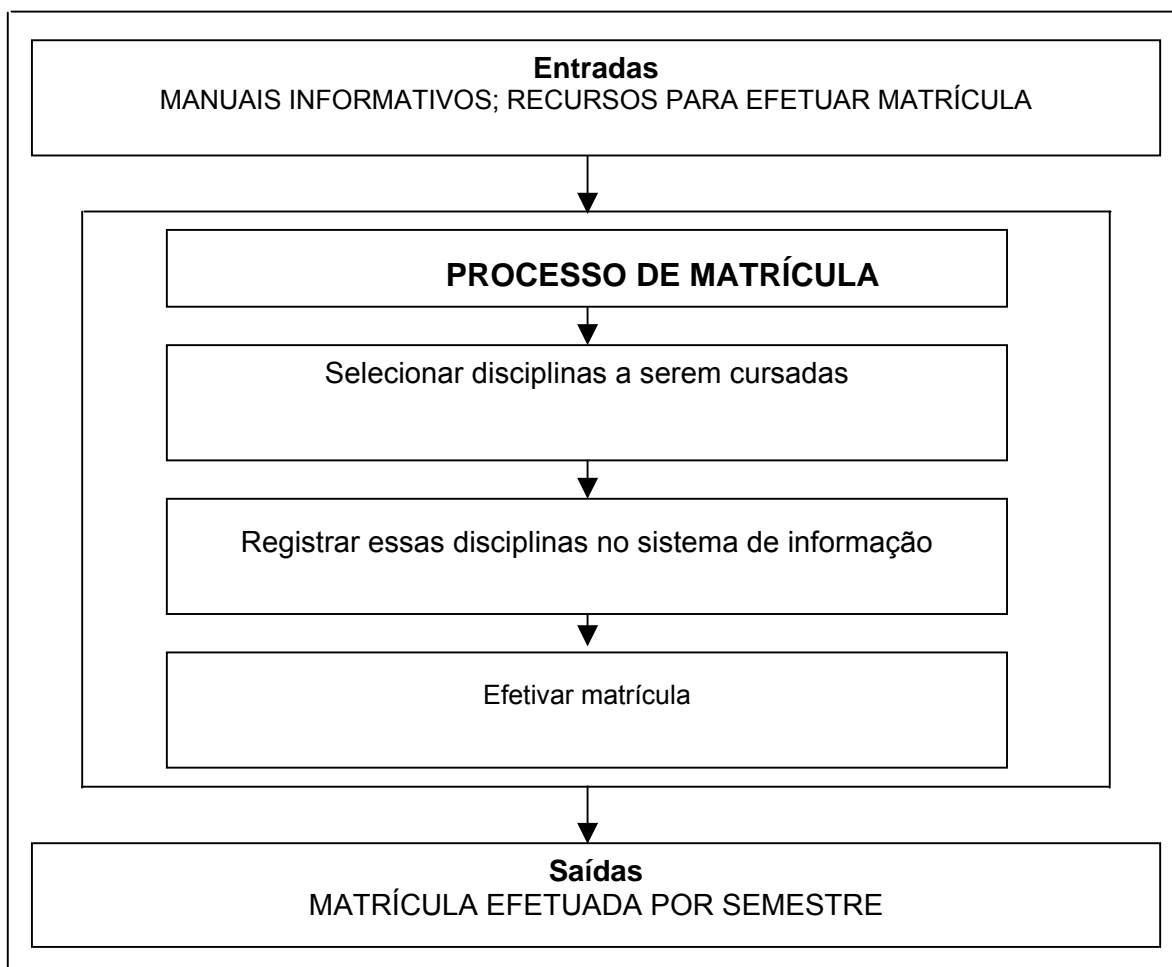 Entradas
MANUAIS INFORMATIVOS; RECURSOS PARA EFETUAR MATRÍCULA
PROCESSO DE MATRÍCULA
Selecionar disciplinas a serem cursadas
Registrar essas disciplinas no sistema de informação
Efetivar matrícula
Saídas
MATRÍCULA EFETUADA POR SEMESTRE